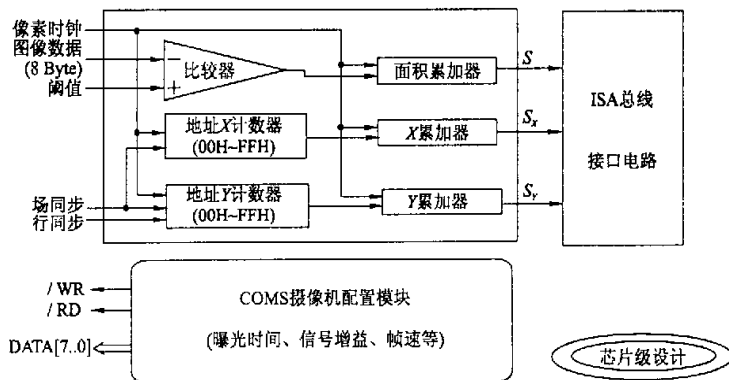 像素时钟
图像数据
(8 Byte)
阈值
比较器
面积累加器
S
地址X计数器
(00H~FFH)
X累加器
S_X
地址Y计数器
(00H~FFH)
Y累加器
S_Y
场同步
行同步
ISA总线
接口电路
/ WR
/ RD
DATA[7..0]
COMS摄像机配置模块
(曝光时间、信号增益、帧速等)
芯片级设计